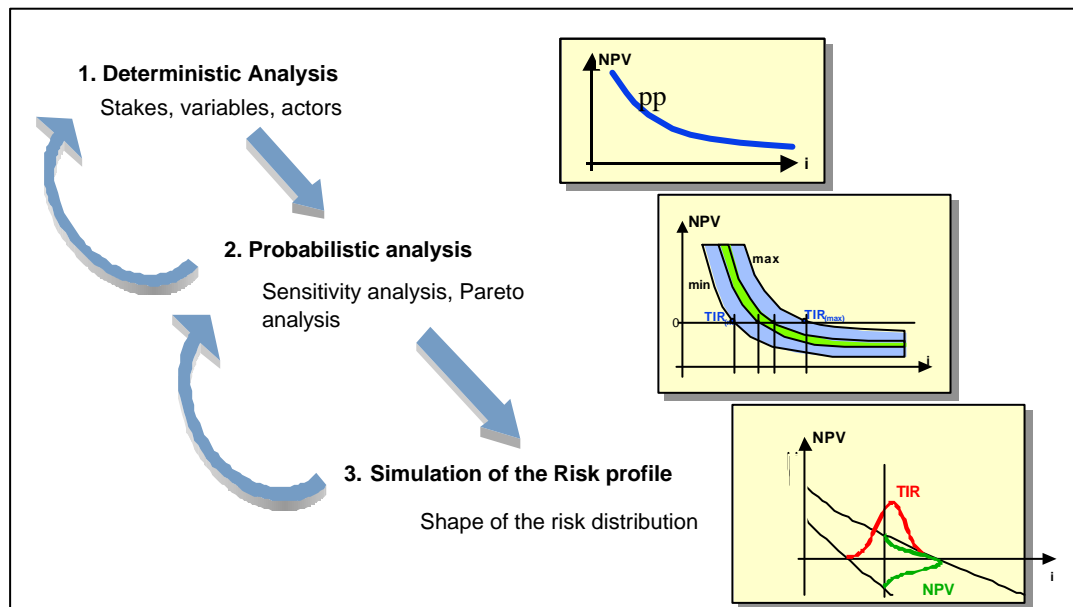 1. Deterministic Analysis
Stakes, variables, actors
NPV
pp
i
2. Probabilistic analysis
Sensitivity analysis, Pareto
analysis
NPV
max
min
TIR
TIR(max)
0
i
3. Simulation of the Risk profile
Shape of the risk distribution
NPV
TIR
NPV
i